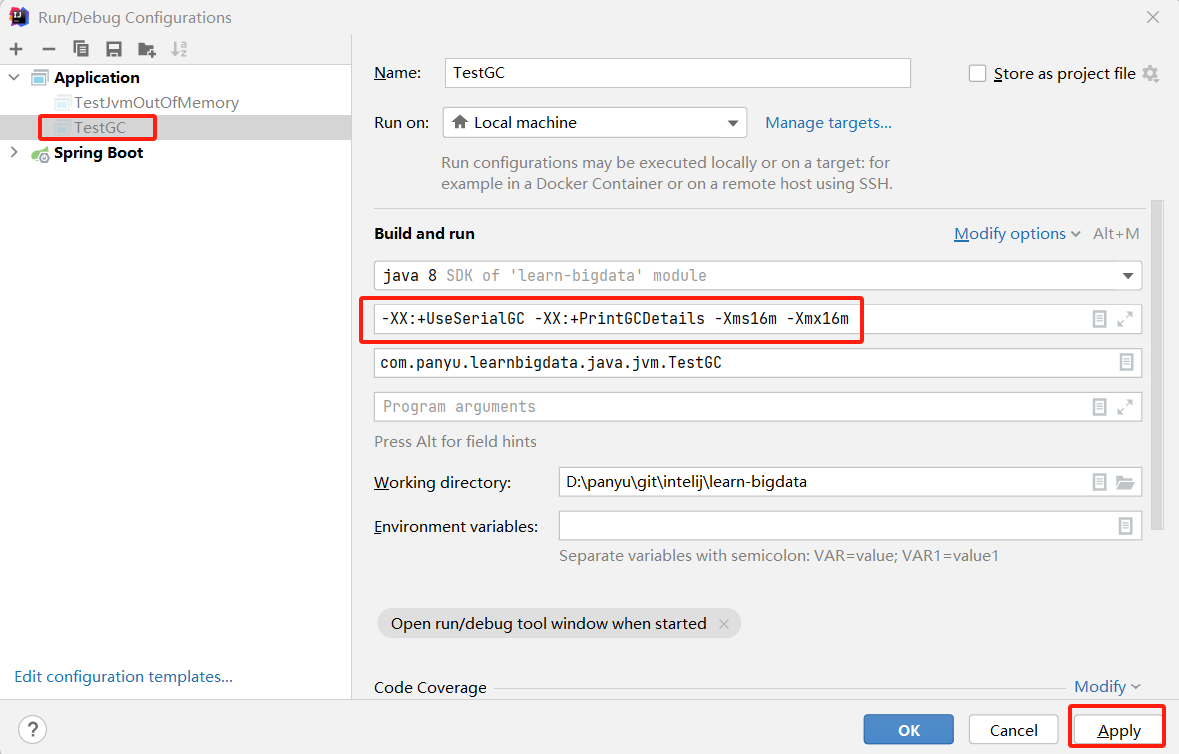 Run/Debug Configurations
Application
TestJvmOutOfMemory
TestGC
Spring Boot
Edit configuration templates...
Name:
TestGC
Store as project file
Run on:
Local machine
Manage targets...
Run configurations may be executed locally or on a target: for
example in a Docker Container or on a remote host using SSH.
Build and run
Modify options
Alt+M
java 8 SDK of 'learn-bigdata' module
-XX:+UseSerialGC -XX:+PrintGCDetails -Xms16m -Xmx16m
com.panyu.learnbigdata.java.jvm.TestGC
Program arguments
Press Alt for field hints
Working directory:
D:\panyu\git\intelij\learn-bigdata
Environment variables:
Separate variables with semicolon: VAR=value; VAR1=value1
Open run/debug tool window when started
Code Coverage
Modify
?
OK
Cancel
Apply